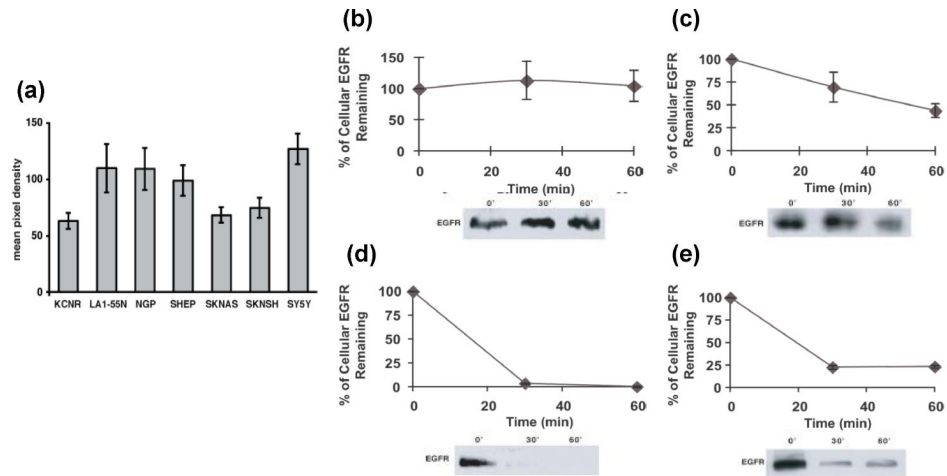 (a)
mean pixel density
150
100
50
0
KCNR LA1-55N NGP SHEP SKNAS SKNSH SY5Y
(b)
% of Cellular EGFR
Remaining
150
100
50
0
0 20 40 60
Time (min)
0' 30' 60'
EGFR
(c)
% of Cellular EGFR
Remaining
100
75
50
25
0
0 20 40 60
Time (min)
0' 30' 60'
EGFR
(d)
% of Cellular EGFR
Remaining
100
75
50
25
0
0 20 40 60
Time (min)
0' 30' 60'
EGFR
(e)
% of Cellular EGFR
Remaining
100
75
50
25
0
0 20 40 60
Time (min)
0' 30' 60'
EGFR